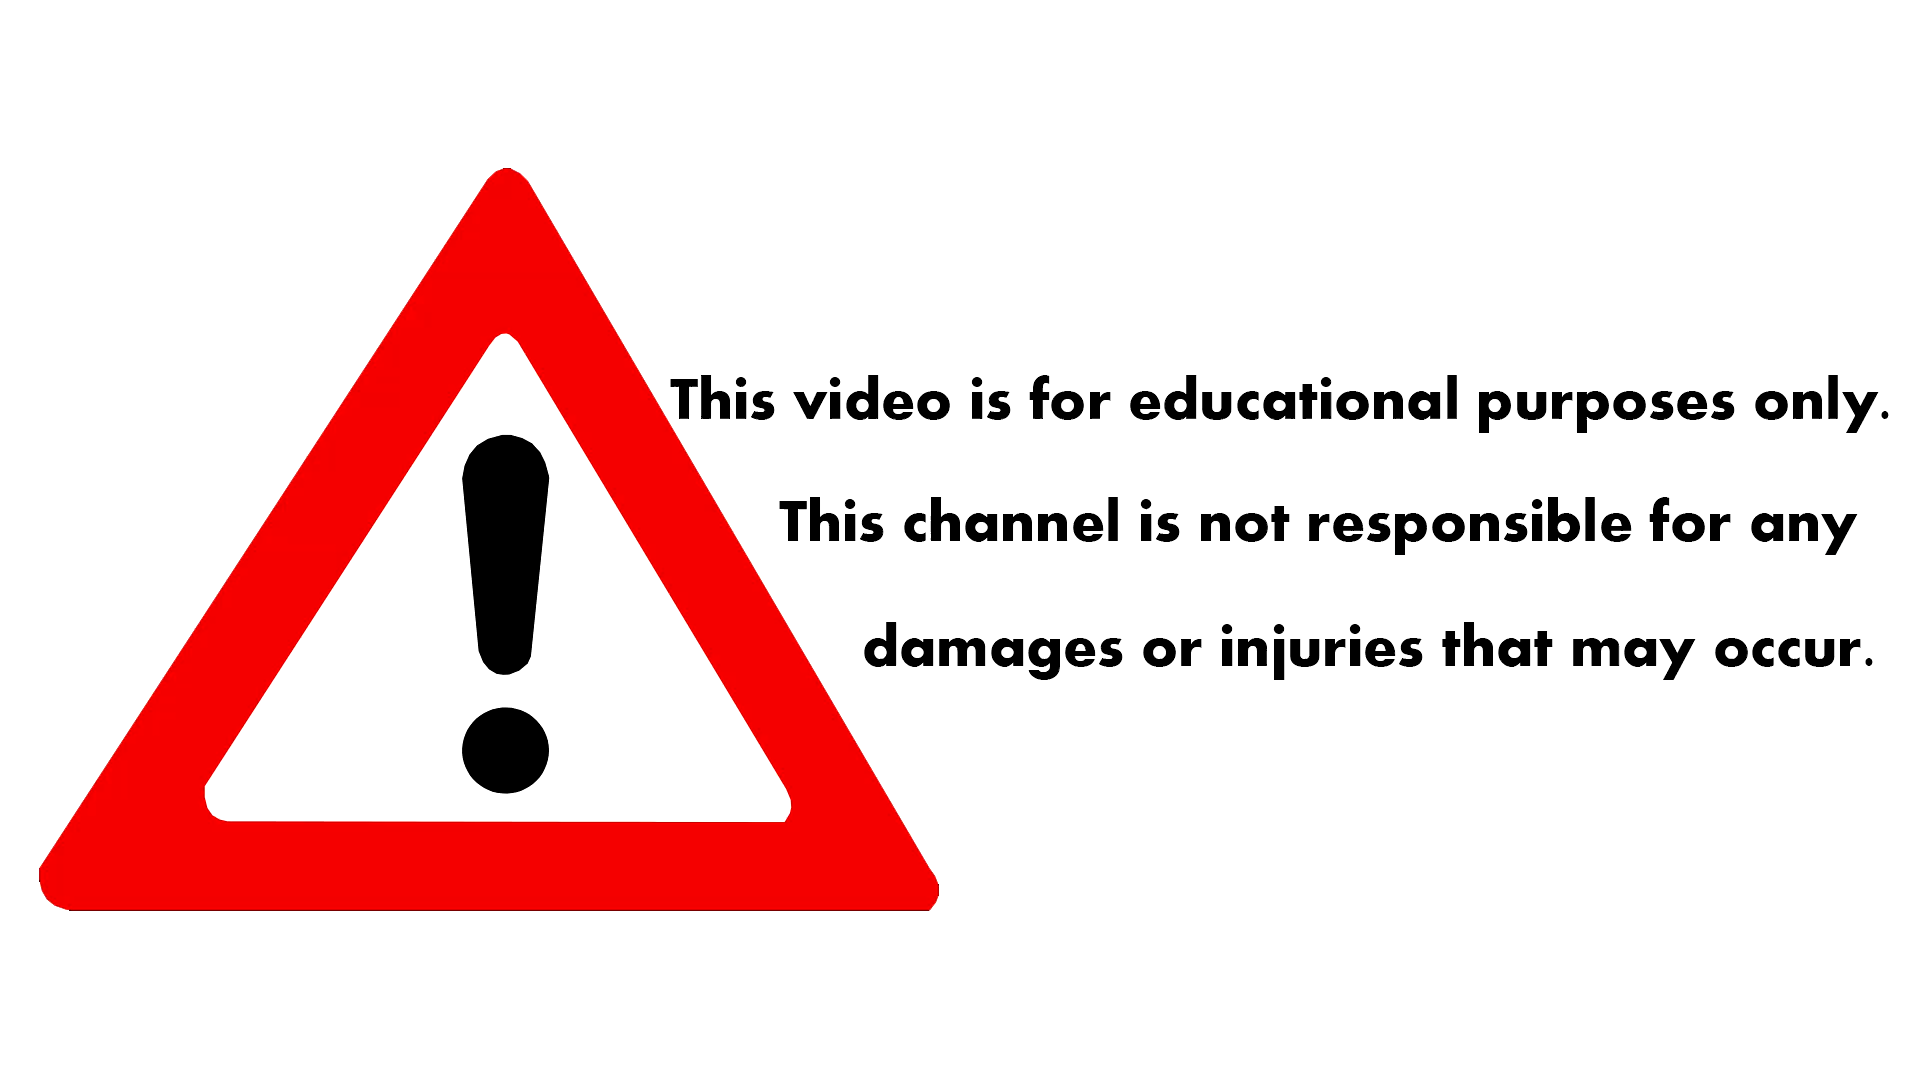 This video is for educational purposes only.
This channel is not responsible for any
damages or injuries that may occur.